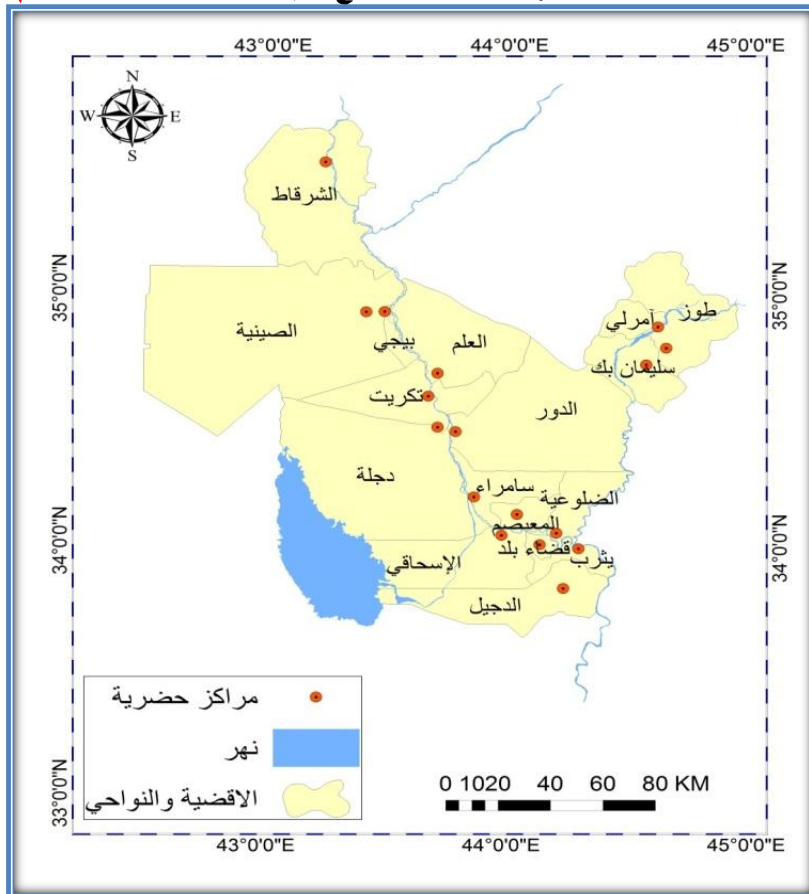 43°0'0"E 44°0'0"E 45°0'0"E
N
W E
S
35°0'0"N 35°0'0"N
34°0'0"N 34°0'0"N
33°0'0"N
الشرقاط
الصينية
بيجي
العلم
طوز
آمرلي
سليمان بك
تكريت
الدور
دجلة
سامراء
الضلوعية
المعتصم
قضاء بلد
يثرب
الإسحاقي
الدجيل
مراكز حضرية
نهر
الاقضية والنواحي
0 10 20 40 60 80 KM
43°0'0"E 44°0'0"E 45°0'0"E